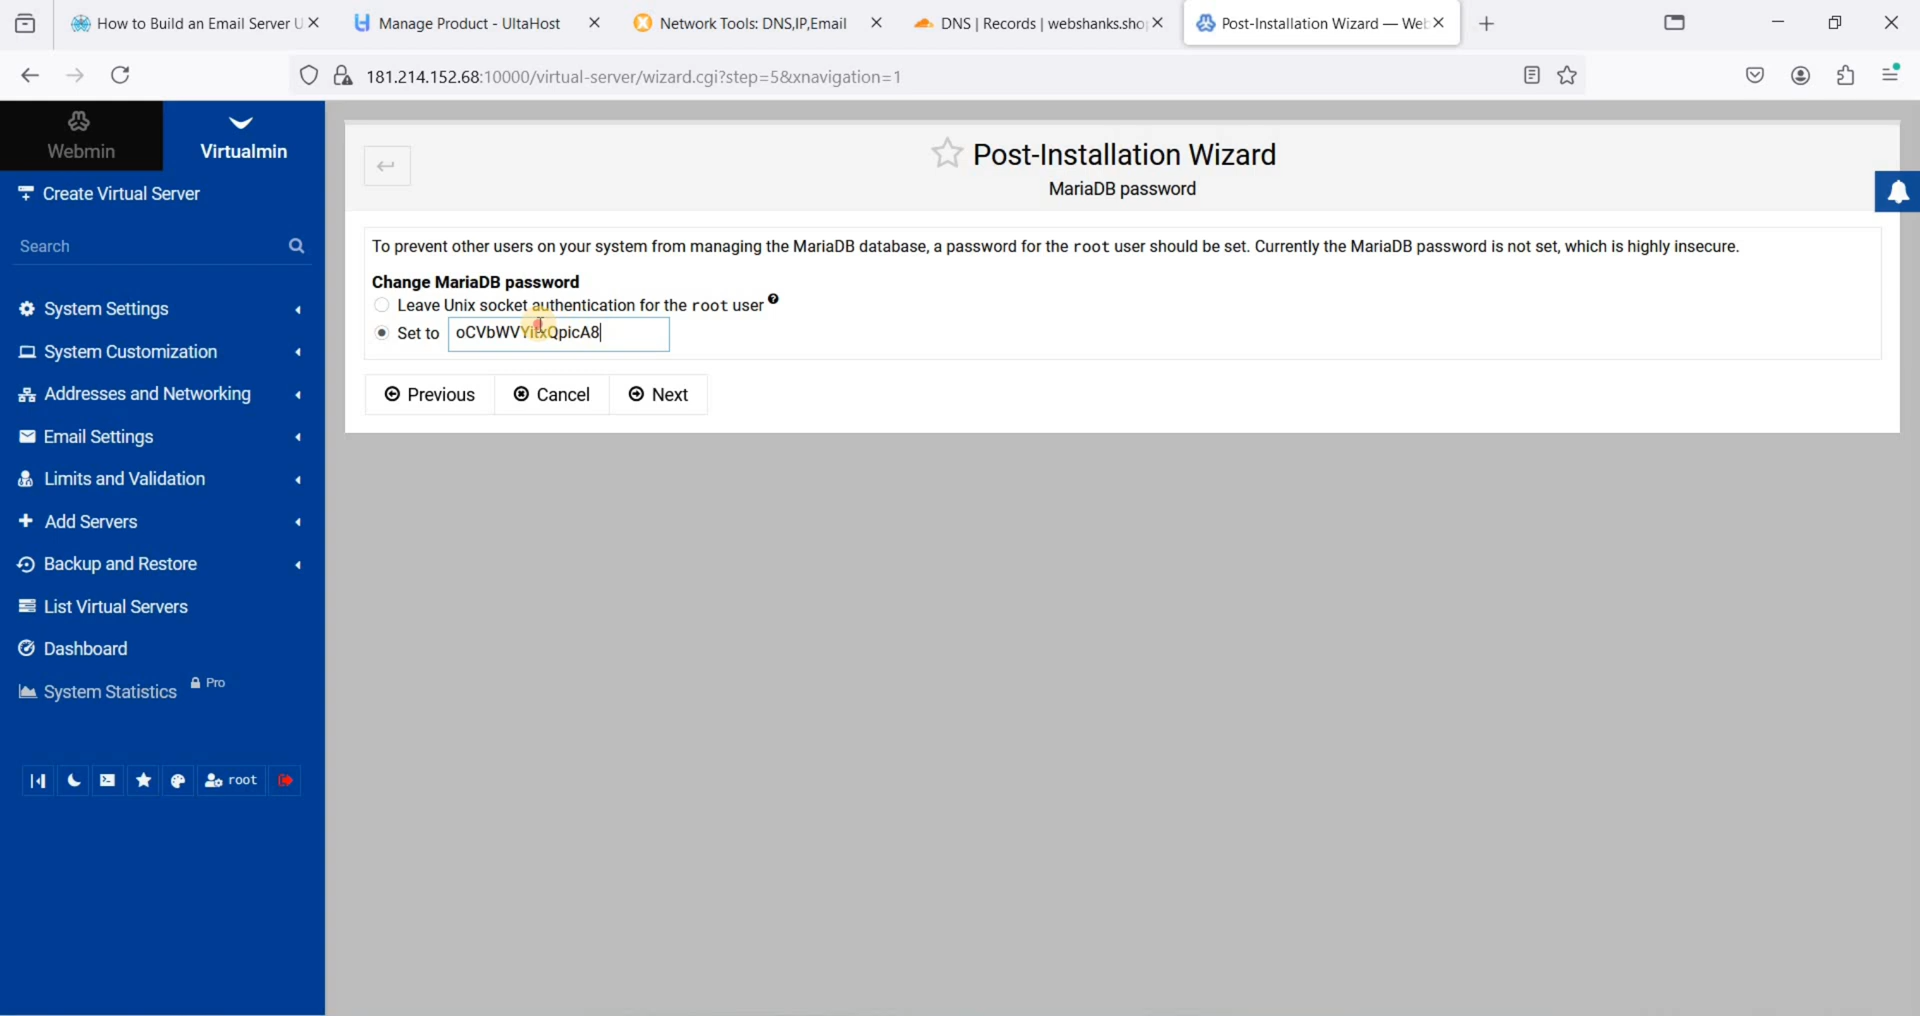 How to Build an Email Server U
Manage Product - UltaHost
Network Tools: DNS,IP,Email
DNS | Records | webshanks.sho
Post-Installation Wizard — Web
181.214.152.68:10000/virtual-server/wizard.cgi?step=5&xnavigation=1
Webmin
Virtualmin
Create Virtual Server
Search
System Settings
System Customization
Addresses and Networking
Email Settings
Limits and Validation
Add Servers
Backup and Restore
List Virtual Servers
Dashboard
System Statistics Pro
root
Post-Installation Wizard
MariaDB password
To prevent other users on your system from managing the MariaDB database, a password for the root user should be set. Currently the MariaDB password is not set, which is highly insecure.
Change MariaDB password
Leave Unix socket authentication for the root user ?
Set to
Previous
Cancel
Next